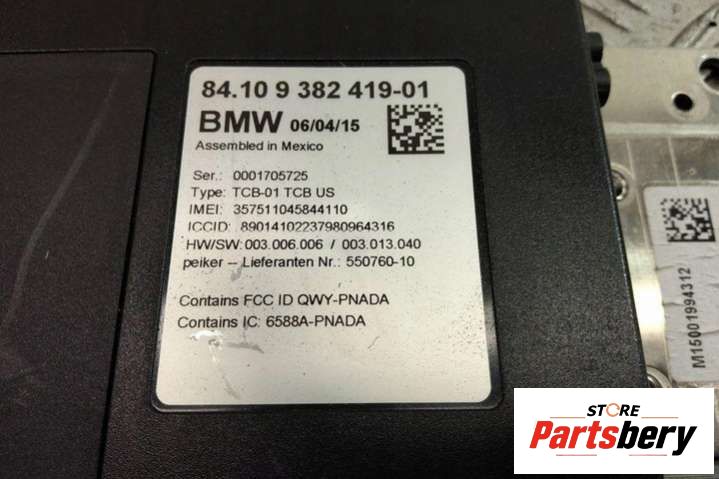 84.10 9 382 419-01
BMW 06/04/15
Assembled in Mexico
Ser.: 0001705725
Type: TCB-01 TCB US
IMEI: 357511045844110
ICCID: 89014102237980964316
HW/SW: 003.006.006 / 003.013.040
peiker -- Lieferanten Nr.: 550760-10
Contains FCC ID QWY-PNADA
Contains IC: 6588A-PNADA
M15001994312
STORE
Partsbery